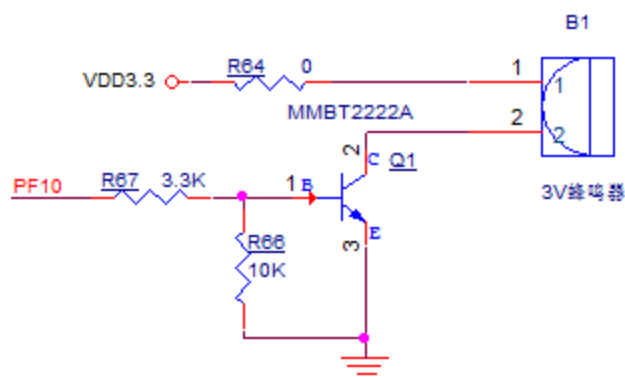 B1
R64 0
VDD3.3
1
1
MMBT2222A
2
2
2
C
Q1
3V蜂鸣器
PF10
R67 3.3K
1
B
R66
10K
E
3